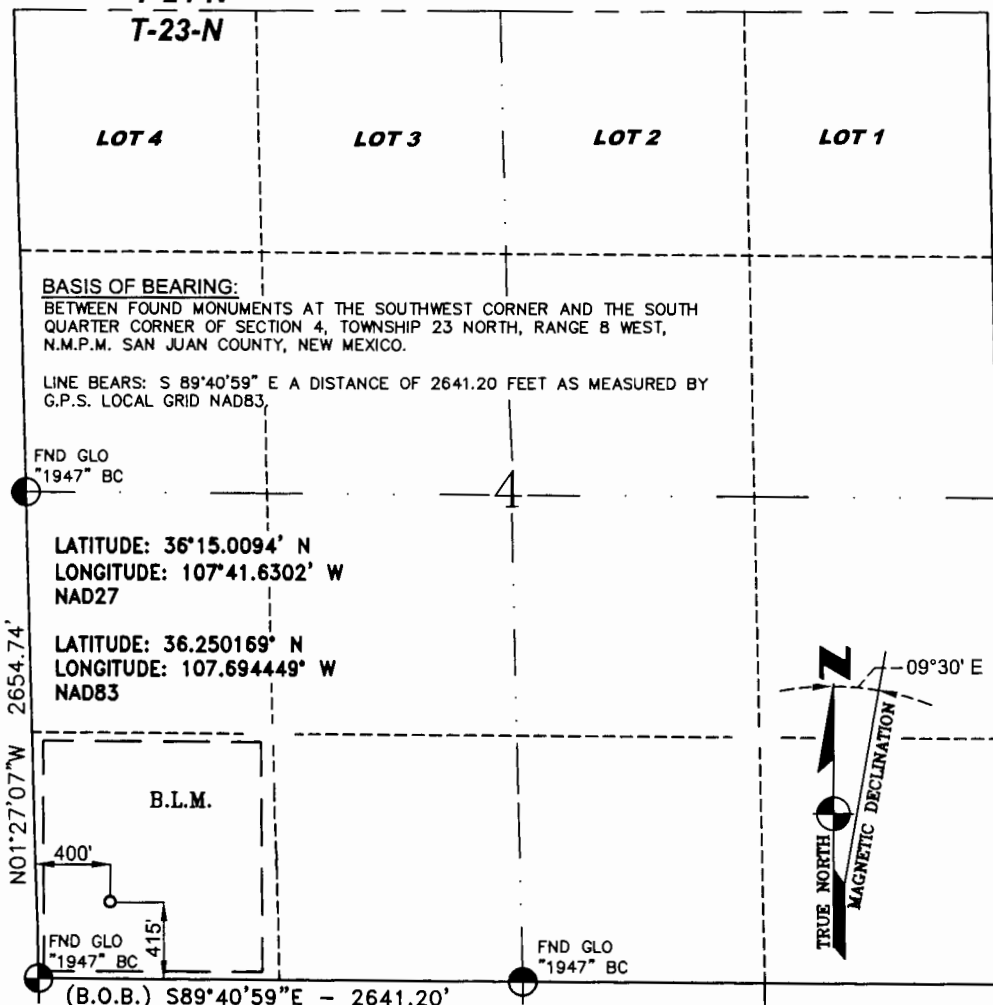 T-23-N
LOT 4
LOT 3
LOT 2
LOT 1
BASIS OF BEARING:
BETWEEN FOUND MONUMENTS AT THE SOUTHWEST CORNER AND THE SOUTH
QUARTER CORNER OF SECTION 4, TOWNSHIP 23 NORTH, RANGE 8 WEST,
N.M.P.M. SAN JUAN COUNTY, NEW MEXICO.
LINE BEARS: S 89°40'59" E A DISTANCE OF 2641.20 FEET AS MEASURED BY
G.P.S. LOCAL GRID NAD83.
FND GLO
"1947" BC
4
LATITUDE: 36°15.0094' N
LONGITUDE: 107°41.6302' W
NAD27
LATITUDE: 36.250169° N
LONGITUDE: 107.694449° W
NAD83
N01°27'07"W 2654.74'
N
09°30' E
TRUE NORTH
MAGNETIC DECLINATION
B.L.M.
400'
415'
FND GLO
"1947" BC
FND GLO
"1947" BC
(B.O.B.) S89°40'59"E - 2641.20'